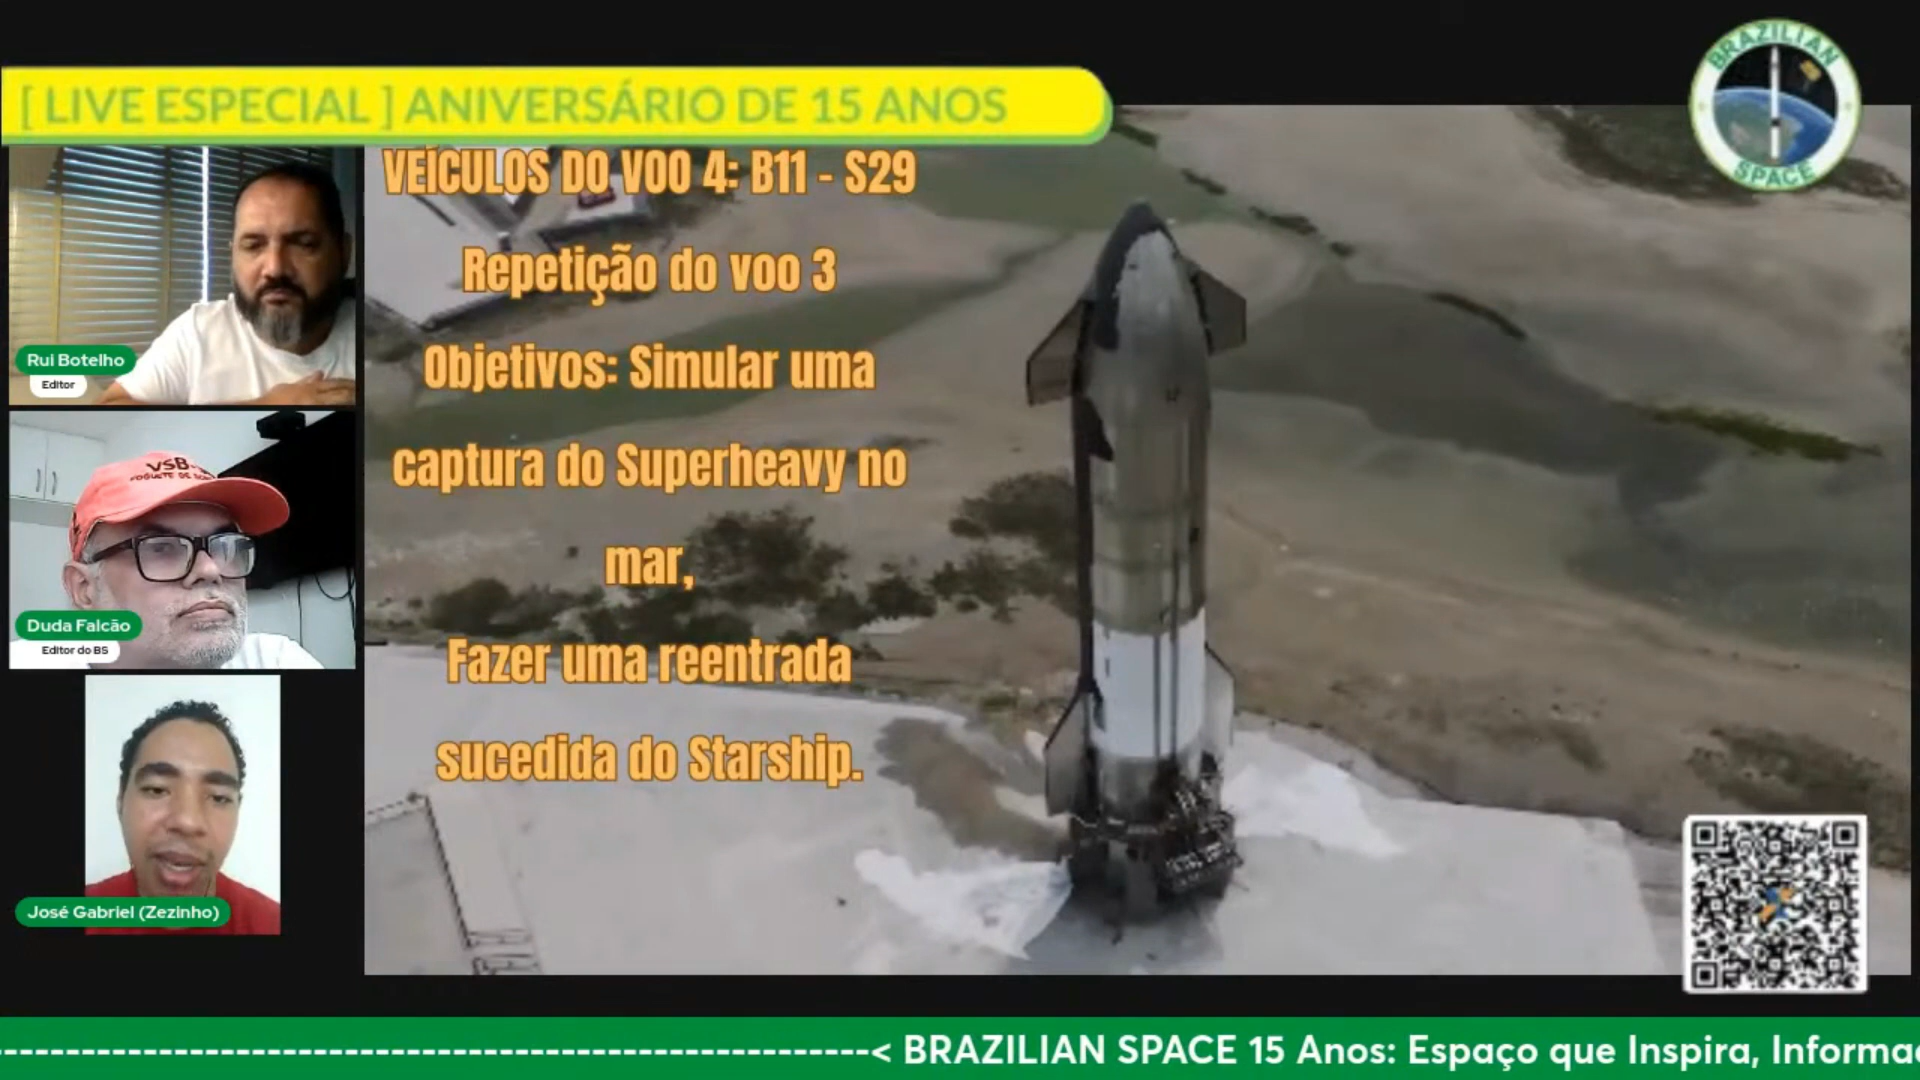 [ LIVE ESPECIAL ] ANIVERSÁRIO DE 15 ANOS
BRAZILIAN
SPACE
VEÍCULOS DO VOO 4: B11 - S29
Repetição do voo 3
Objetivos: Simular uma
captura do Superheavy no
mar,
Fazer uma reentrada
sucedida do Starship.
Rui Botelho
Editor
Duda Falcão
Editor do BS
José Gabriel (Zezinho)
--------------------------------------------------< BRAZILIAN SPACE 15 Anos: Espaço que Inspira, Informa